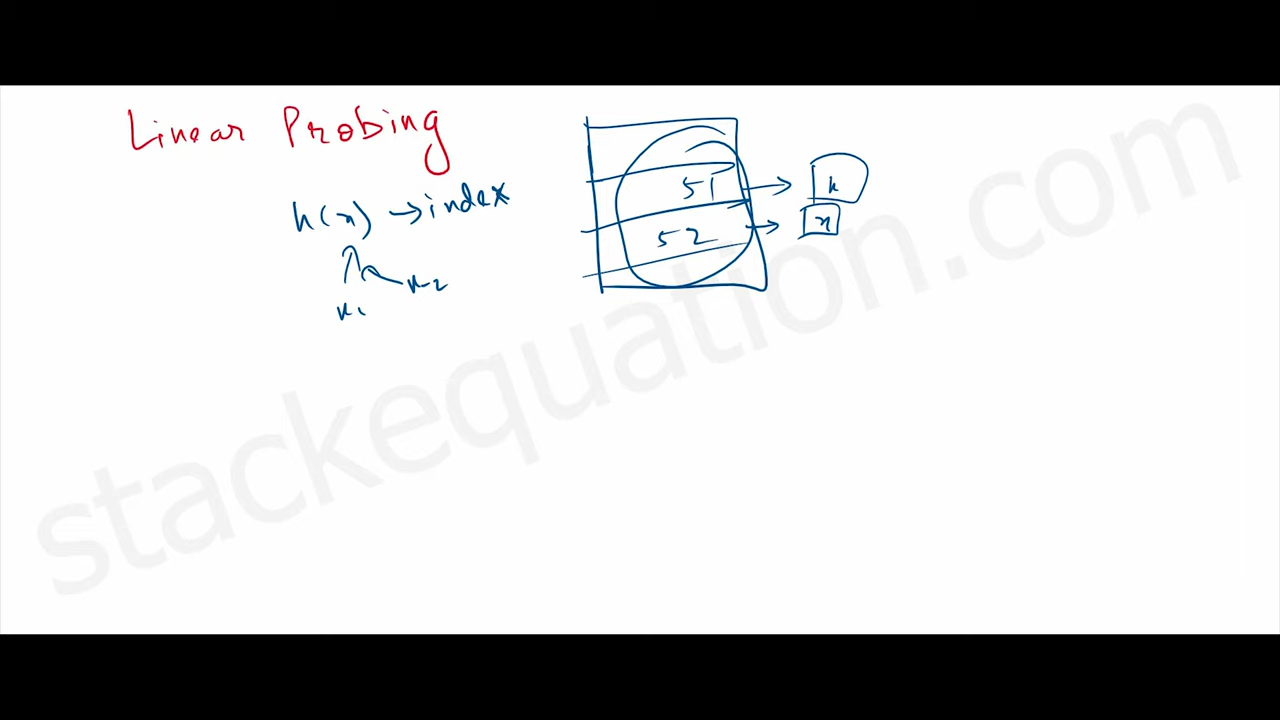 Linear Probing
h(x) → index
x1 x2
51 → x
52 → x
stackequation.com